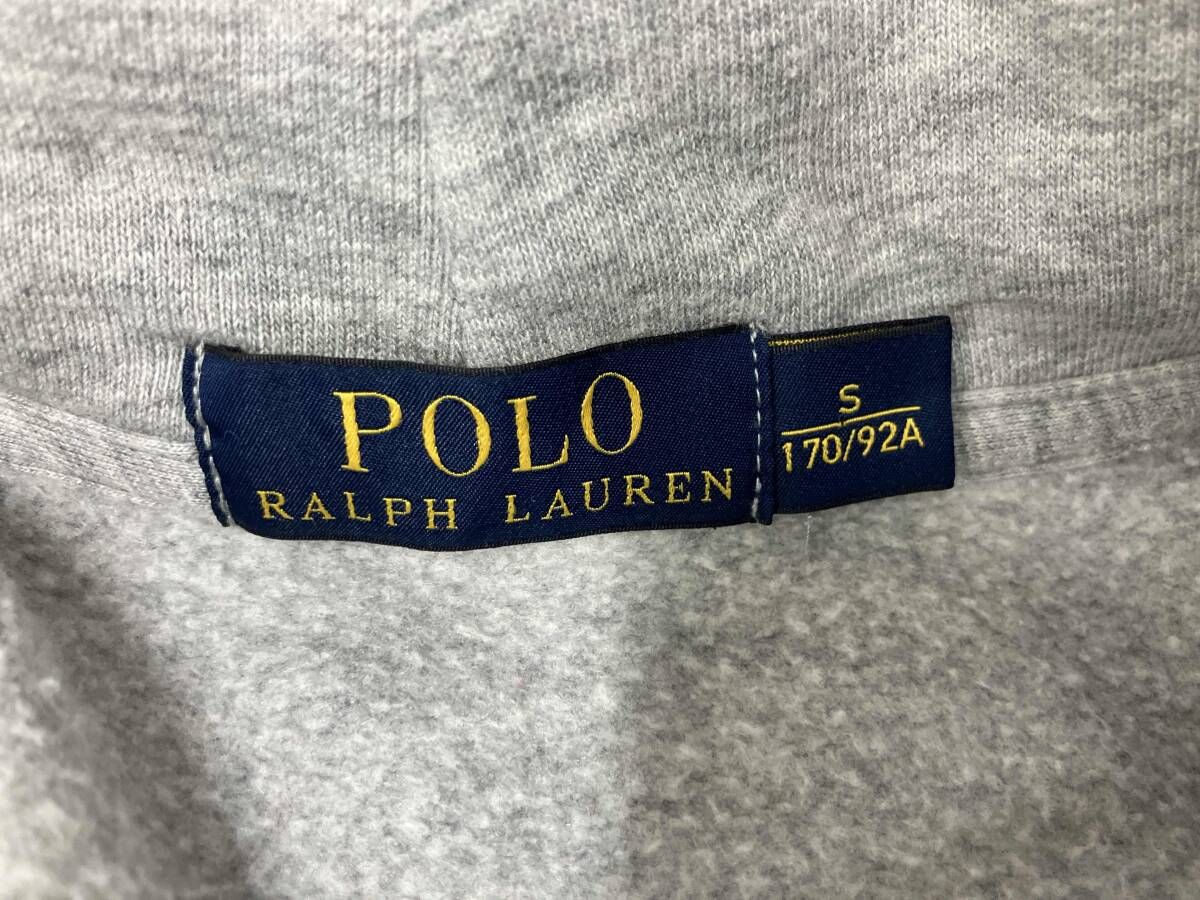 POLO
RALPH LAUREN
S
170/92A